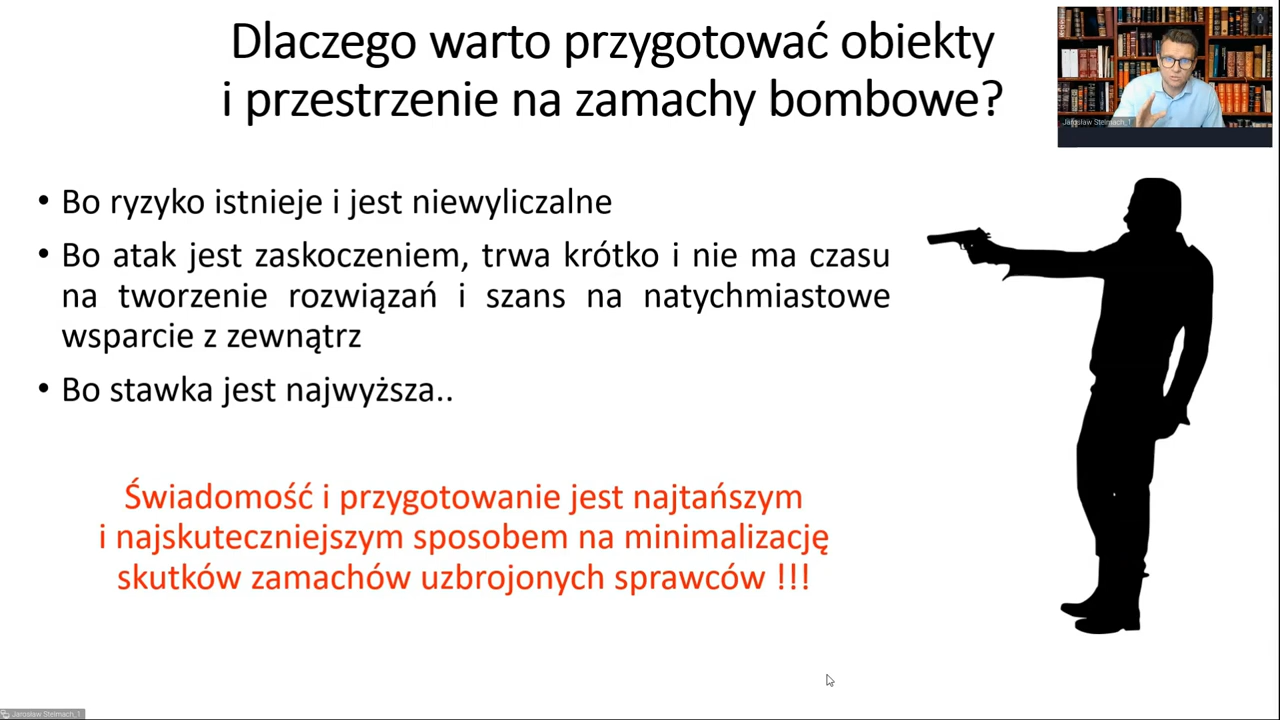 Dlaczego warto przygotować obiekty
i przestrzenie na zamachy bombowe?
Jarosław Stelmach_1
• Bo ryzyko istnieje i jest niewyliczalne
• Bo atak jest zaskoczeniem, trwa krótko i nie ma czasu
na tworzenie rozwiązań i szans na natychmiastowe
wsparcie z zewnątrz
• Bo stawka jest najwyższa..
Świadomość i przygotowanie jest najtańszym
i najskuteczniejszym sposobem na minimalizację
skutków zamachów uzbrojonych sprawców !!!
Jarosław Stelmach_1